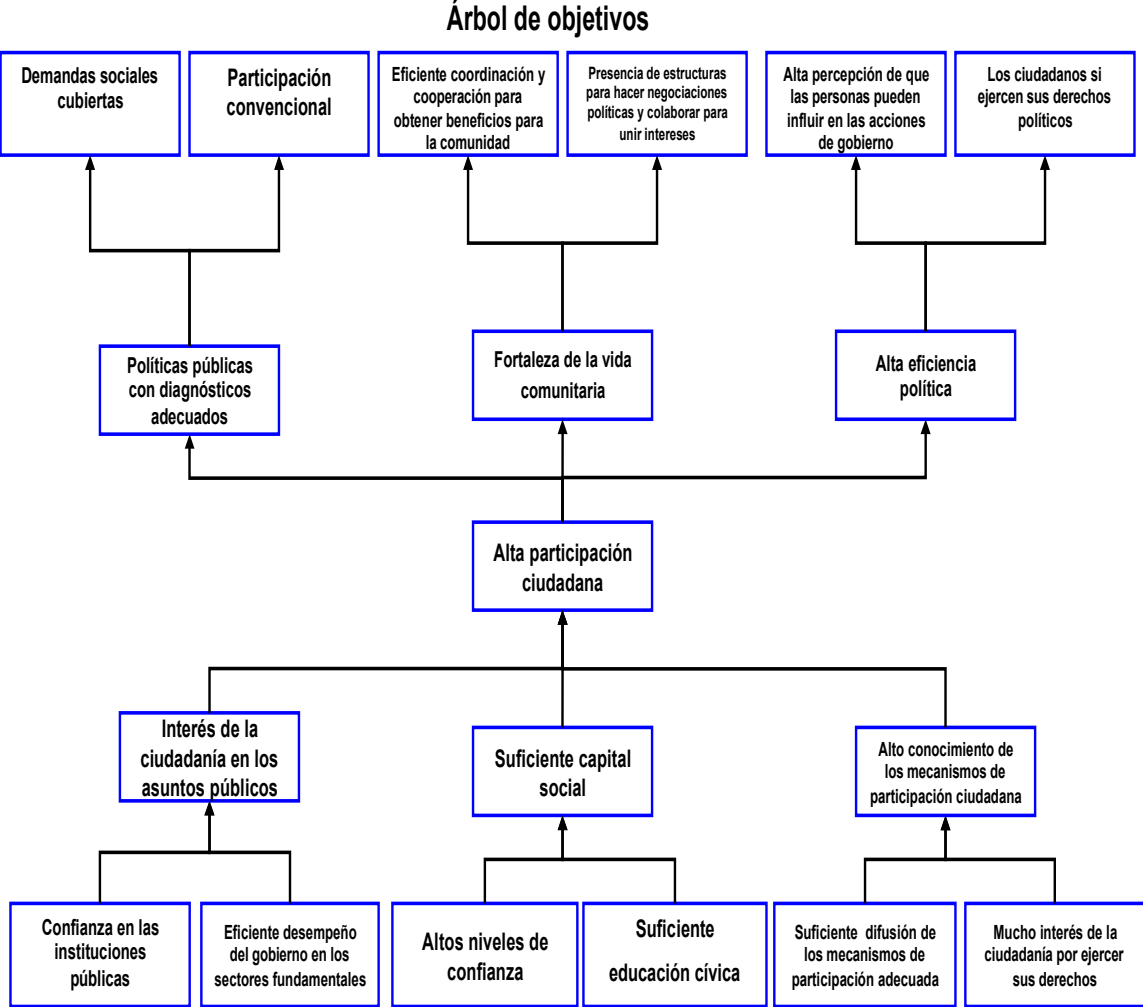 Árbol de objetivos
Demandas sociales
cubiertas
Participación
convencional
Eficiente coordinación y
cooperación para
obtener beneficios para
la comunidad
Presencia de estructuras
para hacer negociaciones
políticas y colaborar para
unir intereses
Alta percepción de que
las personas pueden
influir en las acciones
de gobierno
Los ciudadanos si
ejercen sus derechos
políticos
Políticas públicas
con diagnósticos
adecuados
Fortaleza de la vida
comunitaria
Alta eficiencia
política
Alta participación
ciudadana
Interés de la
ciudadanía en los
asuntos públicos
Suficiente capital
social
Alto conocimiento de
los mecanismos de
participación ciudadana
Confianza en las
instituciones
públicas
Eficiente desempeño
del gobierno en los
sectores fundamentales
Altos niveles de
confianza
Suficiente
educación cívica
Suficiente difusión de
los mecanismos de
participación adecuada
Mucho interés de la
ciudadanía por ejercer
sus derechos